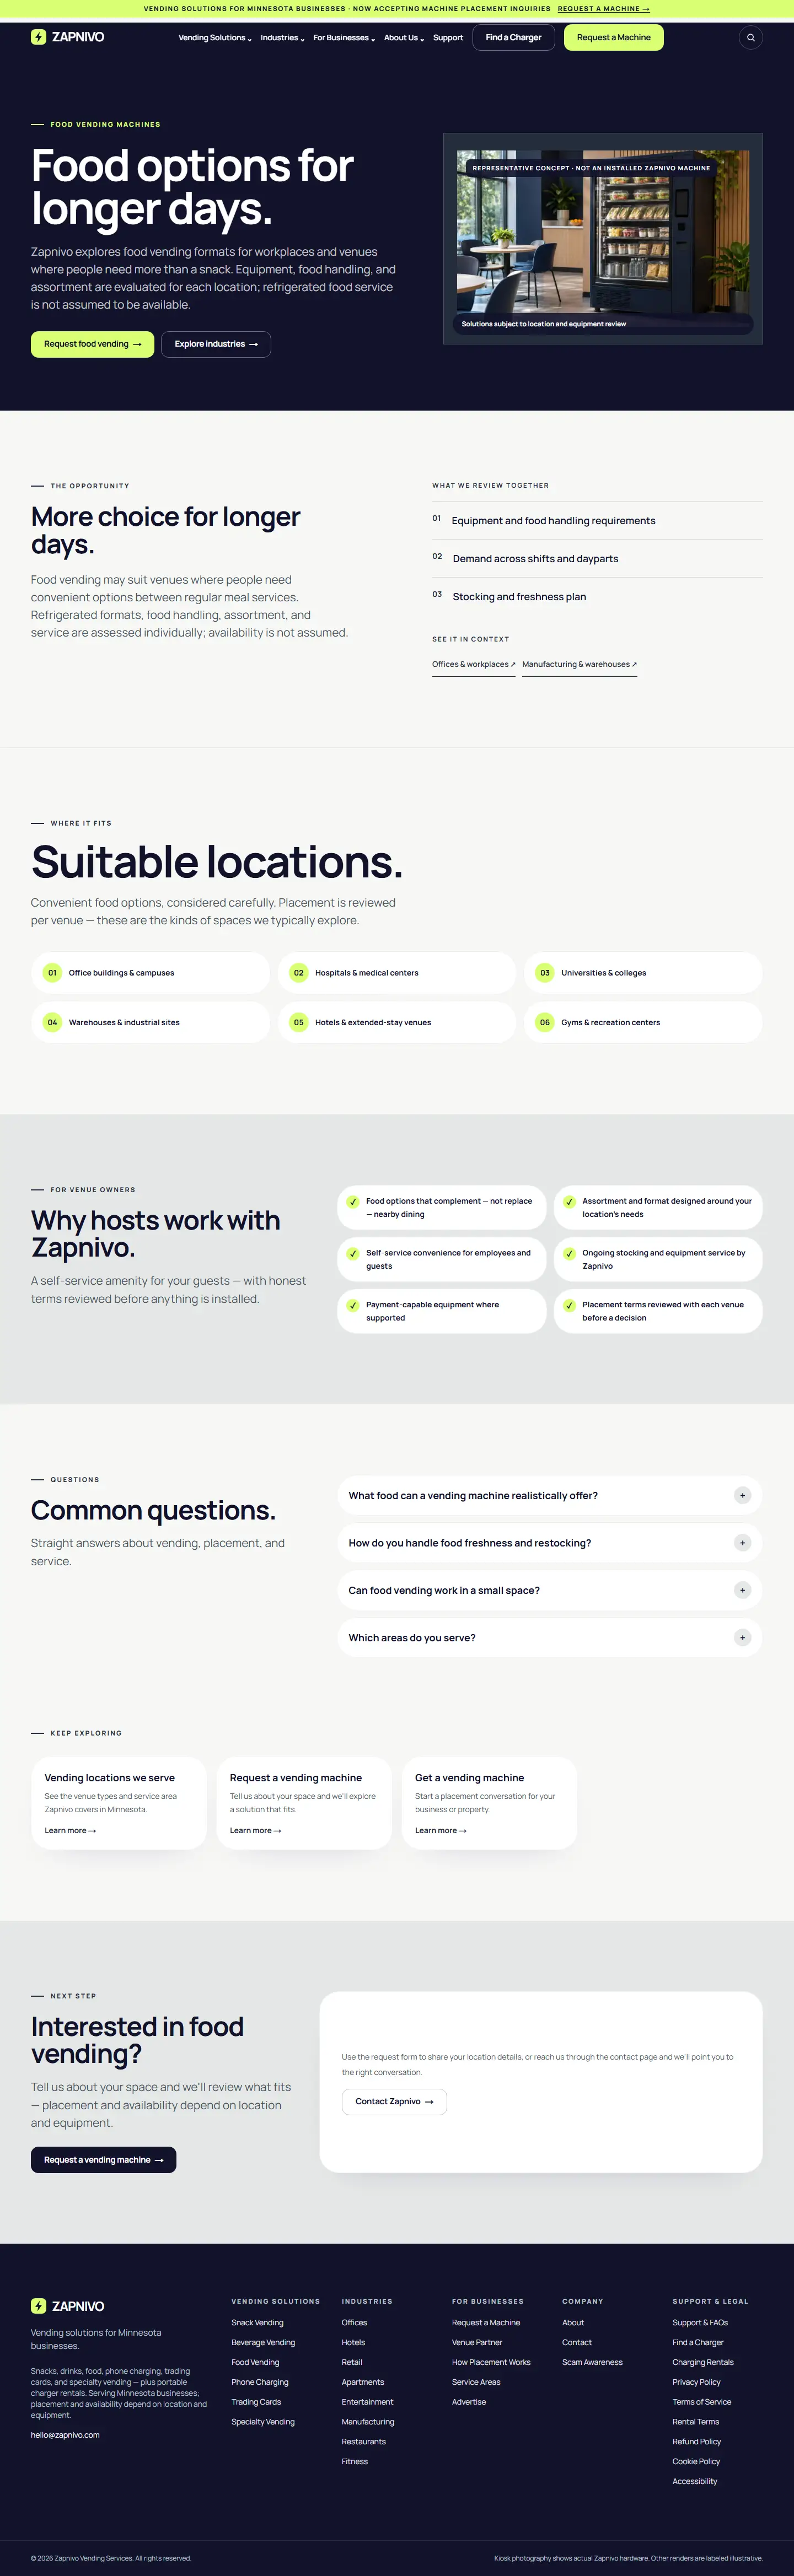 VENDING SOLUTIONS FOR MINNESOTA BUSINESSES · NOW ACCEPTING MACHINE PLACEMENT INQUIRIES REQUEST A MACHINE →
ZAPNIVO
Vending Solutions Industries For Businesses About Us Support Find a Charger Request a Machine
FOOD VENDING MACHINES
Food options for
longer days.
Zapnivo explores food vending formats for workplaces and venues
where people need more than a snack. Equipment, food handling, and
assortment are evaluated for each location; refrigerated food service
is not assumed to be available.
Request food vending → Explore industries →
REPRESENTATIVE CONCEPT · NOT AN INSTALLED ZAPNIVO MACHINE
Solutions subject to location and equipment review
THE OPPORTUNITY
More choice for longer
days.
Food vending may suit venues where people need
convenient options between regular meal services.
Refrigerated formats, food handling, assortment, and
service are assessed individually; availability is not assumed.
WHAT WE REVIEW TOGETHER
01 Equipment and food handling requirements
02 Demand across shifts and dayparts
03 Stocking and freshness plan
SEE IT IN CONTEXT
Offices & workplaces ↗ Manufacturing & warehouses ↗
WHERE IT FITS
Suitable locations.
Convenient food options, considered carefully. Placement is reviewed
per venue — these are the kinds of spaces we typically explore.
01 Office buildings & campuses
02 Hospitals & medical centers
03 Universities & colleges
04 Warehouses & industrial sites
05 Hotels & extended-stay venues
06 Gyms & recreation centers
FOR VENUE OWNERS
Why hosts work with
Zapnivo.
A self-service amenity for your guests — with honest
terms reviewed before anything is installed.
✓ Food options that complement — not replace
— nearby dining
✓ Assortment and format designed around your
location's needs
✓ Self-service convenience for employees and
guests
✓ Ongoing stocking and equipment service by
Zapnivo
✓ Payment-capable equipment where
supported
✓ Placement terms reviewed with each venue
before a decision
QUESTIONS
Common questions.
Straight answers about vending, placement, and
service.
What food can a vending machine realistically offer? +
How do you handle food freshness and restocking? +
Can food vending work in a small space? +
Which areas do you serve? +
KEEP EXPLORING
Vending locations we serve
See the venue types and service area
Zapnivo covers in Minnesota.
Learn more →
Request a vending machine
Tell us about your space and we'll explore
a solution that fits.
Learn more →
Get a vending machine
Start a placement conversation for your
business or property.
Learn more →
NEXT STEP
Interested in food
vending?
Tell us about your space and we'll review what fits
— placement and availability depend on location
and equipment.
Request a vending machine →
Use the request form to share your location details, or reach us through the contact page and we'll point you to
the right conversation.
Contact Zapnivo →
ZAPNIVO
Vending solutions for Minnesota
businesses.
Snacks, drinks, food, phone charging, trading
cards, and specialty vending — plus portable
charger rentals. Serving Minnesota businesses;
placement and availability depend on location and
equipment.
hello@zapnivo.com
VENDING SOLUTIONS
Snack Vending
Beverage Vending
Food Vending
Phone Charging
Trading Cards
Specialty Vending
INDUSTRIES
Offices
Hotels
Retail
Apartments
Entertainment
Manufacturing
Restaurants
Fitness
FOR BUSINESSES
Request a Machine
Venue Partner
How Placement Works
Service Areas
Advertise
COMPANY
About
Contact
Scam Awareness
SUPPORT & LEGAL
Support & FAQs
Find a Charger
Charging Rentals
Privacy Policy
Terms of Service
Rental Terms
Refund Policy
Cookie Policy
Accessibility
© 2026 Zapnivo Vending Services. All rights reserved.
Kiosk photography shows actual Zapnivo hardware. Other renders are labeled illustrative.